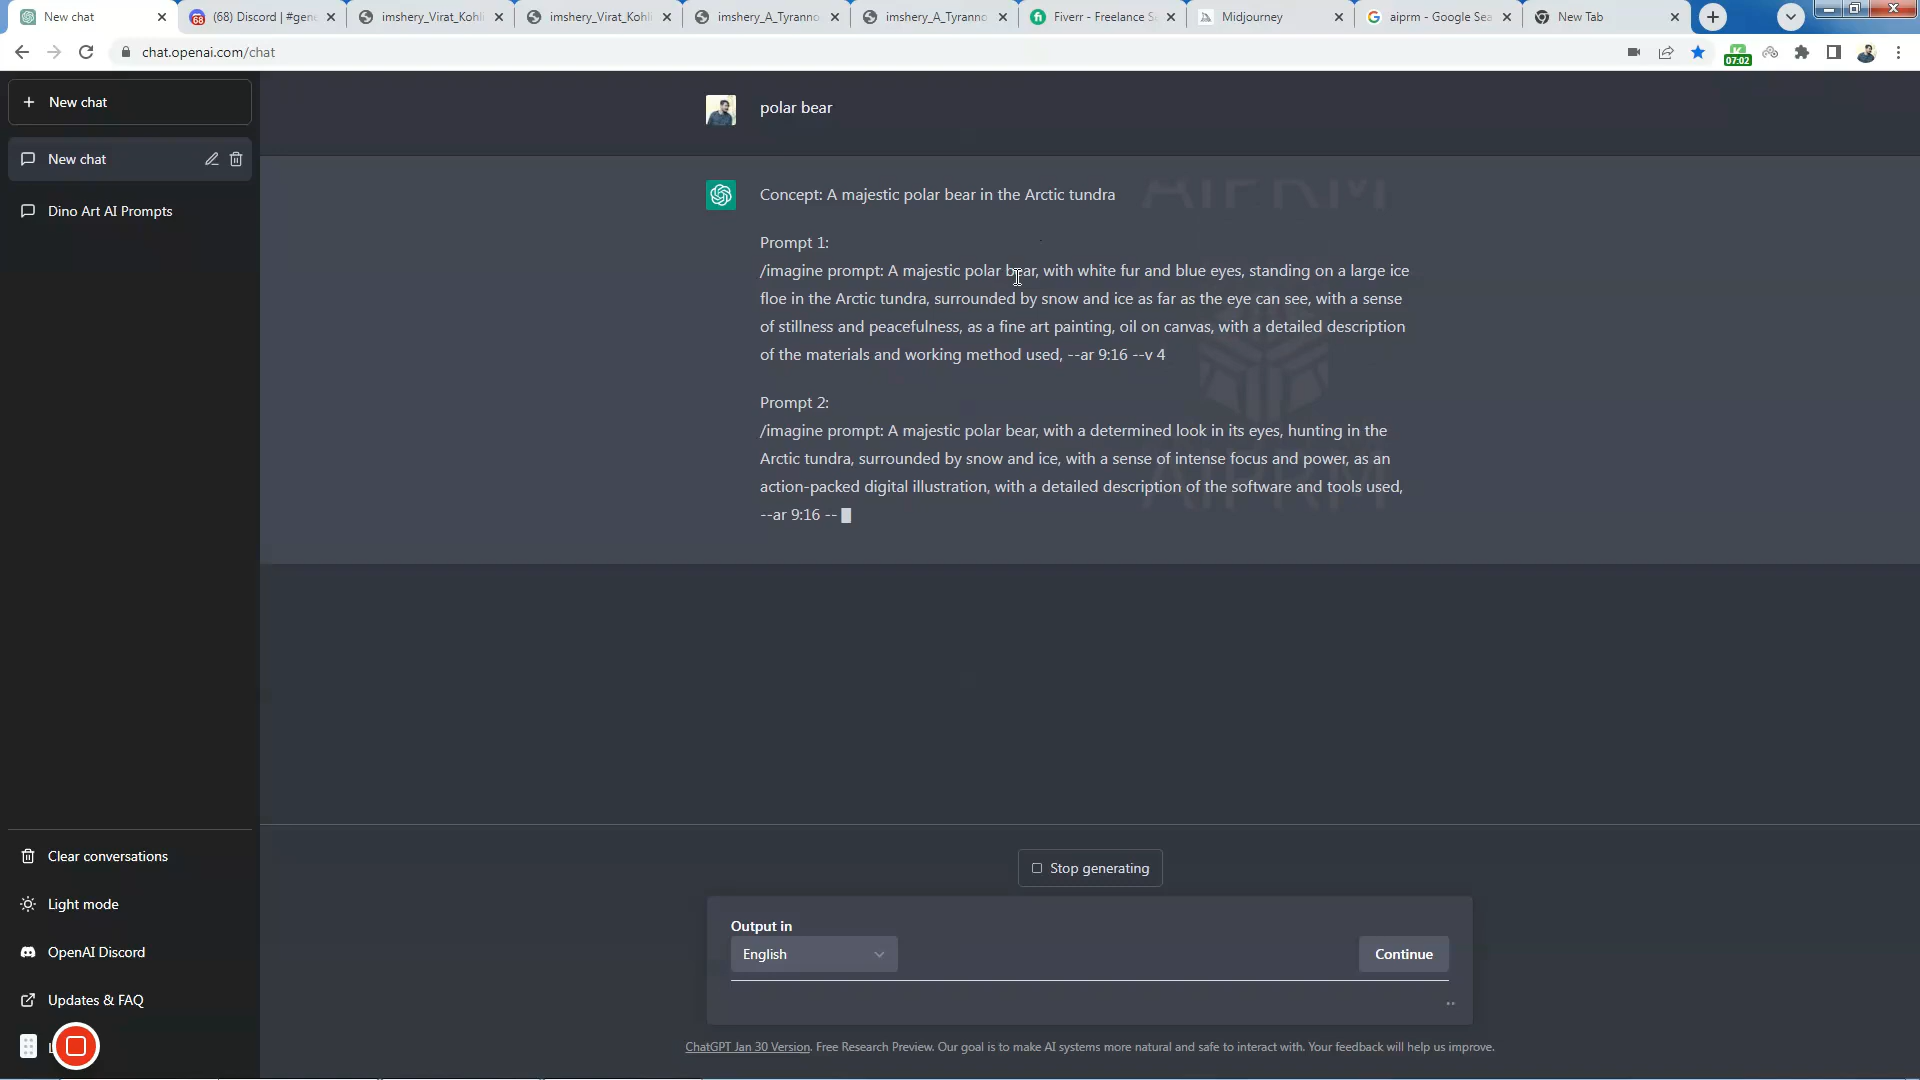 New chat
(68) Discord | #gen
imshery_Virat_Kohli
imshery_Virat_Kohli
imshery_A_Tyranno
imshery_A_Tyranno
Fiverr - Freelance S
Midjourney
aiprm - Google Sea
New Tab
chat.openai.com/chat
07:02
New chat
New chat
Dino Art AI Prompts
polar bear
AIPRM
Concept: A majestic polar bear in the Arctic tundra
Prompt 1:
/imagine prompt: A majestic polar bear, with white fur and blue eyes, standing on a large ice
floe in the Arctic tundra, surrounded by snow and ice as far as the eye can see, with a sense
of stillness and peacefulness, as a fine art painting, oil on canvas, with a detailed description
of the materials and working method used, --ar 9:16 --v 4
Prompt 2:
/imagine prompt: A majestic polar bear, with a determined look in its eyes, hunting in the
Arctic tundra, surrounded by snow and ice, with a sense of intense focus and power, as an
action-packed digital illustration, with a detailed description of the software and tools used,
--ar 9:16 --
AIPRM
Stop generating
Output in
English
Continue
Clear conversations
Light mode
OpenAI Discord
Updates & FAQ
ChatGPT Jan 30 Version. Free Research Preview. Our goal is to make AI systems more natural and safe to interact with. Your feedback will help us improve.